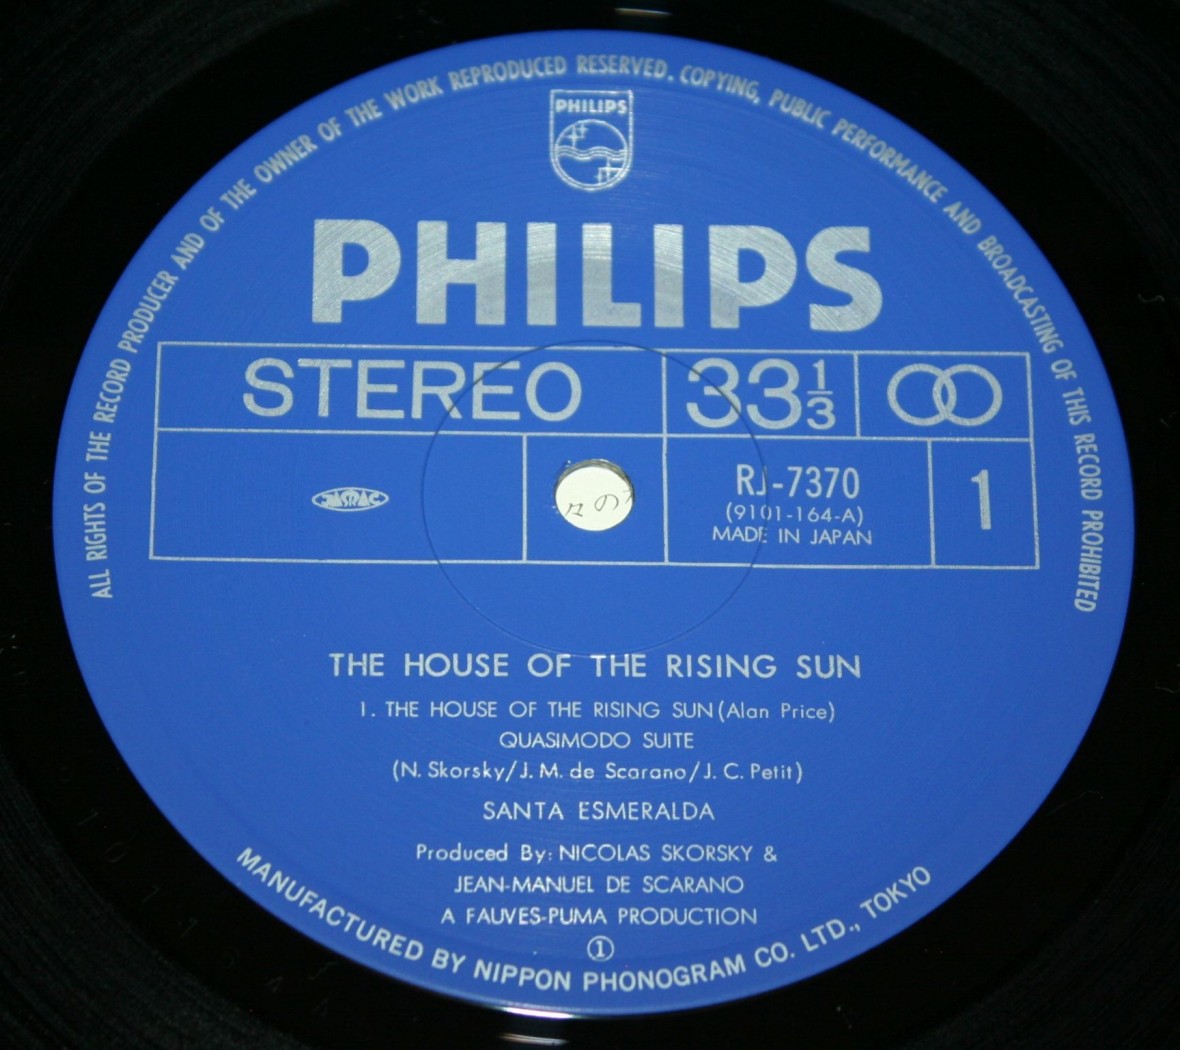 ALL RIGHTS OF THE RECORD PRODUCER AND OF THE OWNER OF THE WORK REPRODUCED RESERVED. COPYING, PUBLIC PERFORMANCE AND BROADCASTING OF THIS RECORD PROHIBITED
PHILIPS
PHILIPS
STEREO 33 1/3
JASRAC
RJ-7370
(9101-164-A)
MADE IN JAPAN
1
THE HOUSE OF THE RISING SUN
1. THE HOUSE OF THE RISING SUN (Alan Price)
QUASIMODO SUITE
(N. Skorsky/J. M. de Scarano/J. C. Petit)
SANTA ESMERALDA
Produced By: NICOLAS SKORSKY &
JEAN-MANUEL DE SCARANO
A FAUVES-PUMA PRODUCTION
①
MANUFACTURED BY NIPPON PHONOGRAM CO. LTD., TOKYO